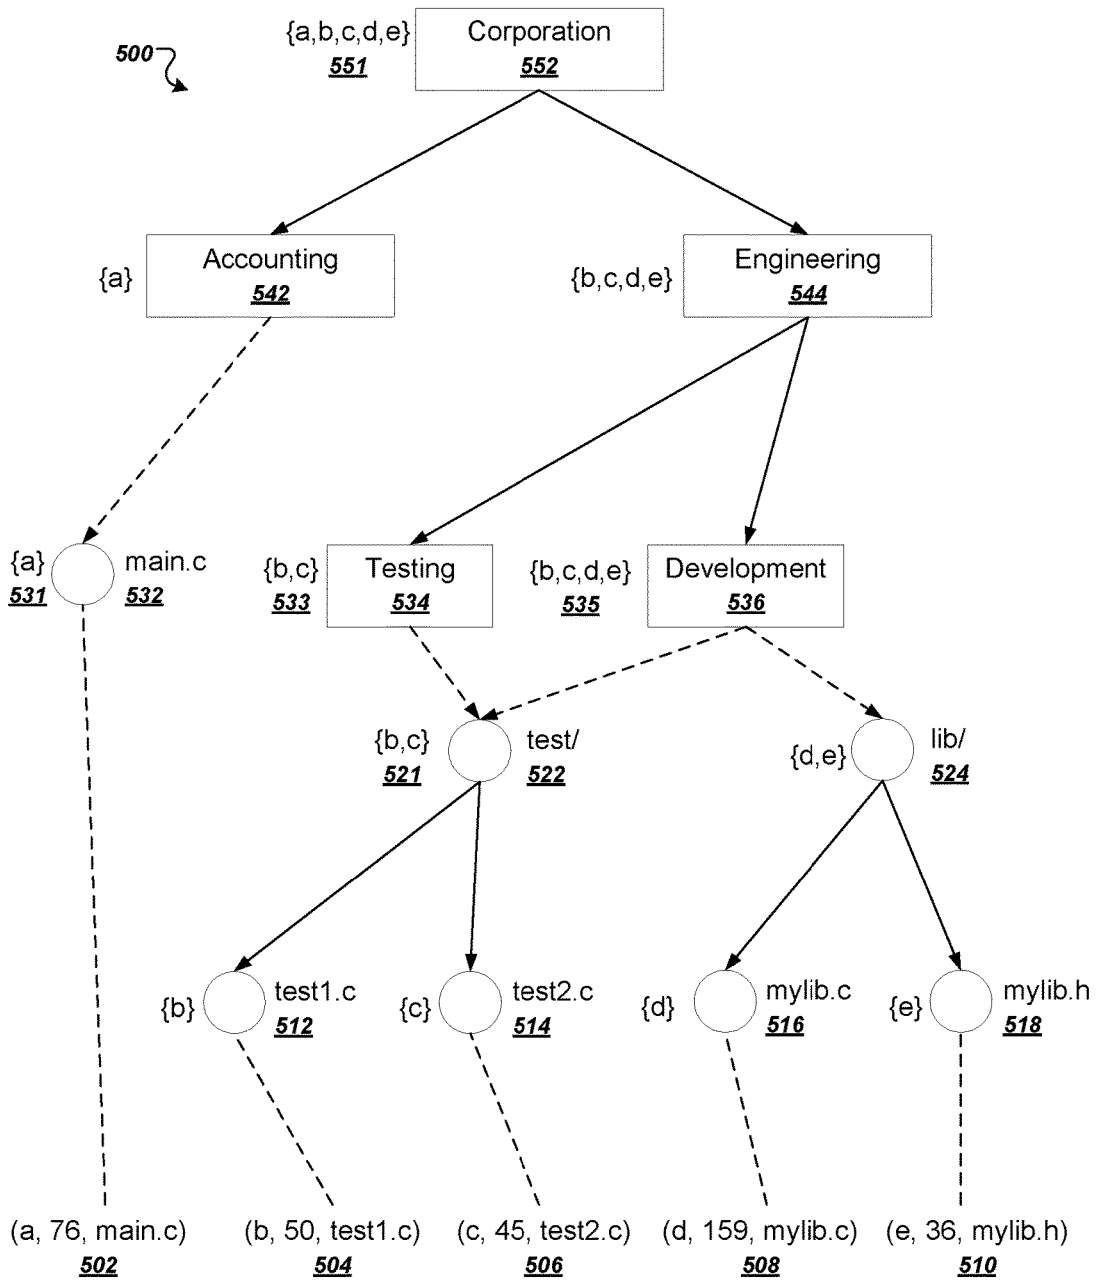 {a,b,c,d,e}
551
Corporation
552
500
{a}
Accounting
542
{b,c,d,e}
Engineering
544
{a}
531
main.c
532
{b,c}
533
Testing
534
{b,c,d,e}
535
Development
536
{b,c}
521
test/
522
{d,e}
lib/
524
{b}
test1.c
512
{c}
test2.c
514
{d}
mylib.c
516
{e}
mylib.h
518
(a, 76, main.c)
502
(b, 50, test1.c)
504
(c, 45, test2.c)
506
(d, 159, mylib.c)
508
(e, 36, mylib.h)
510